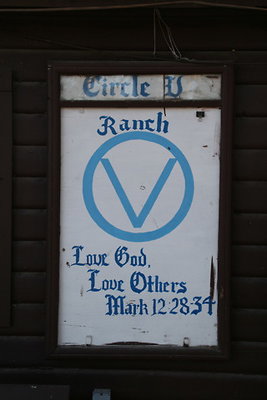 Circle V
Ranch
V
Love God,
Love Others
Mark 12:28-34